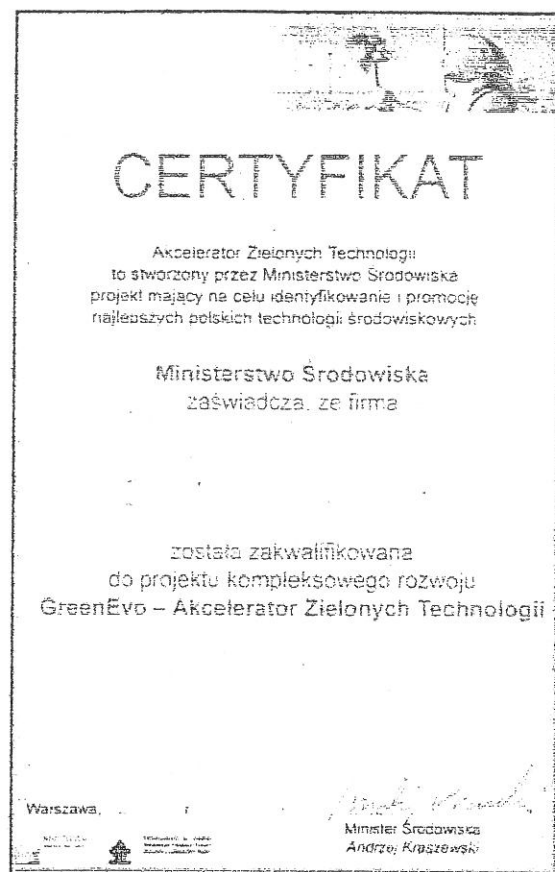 CERTYFIKAT
Akcelerator Zielonych Technologii
to stworzony przez Ministerstwo Środowiska
projekt mający na celu identyfikowanie i promocję
najlepszych polskich technologii środowiskowych
Ministerstwo Środowiska
zaświadcza, że firma
została zakwalifikowana
do projektu kompleksowego rozwoju
GreenEvo – Akcelerator Zielonych Technologii
Warszawa, r
Minister Środowiska
Andrzej Kraszewski